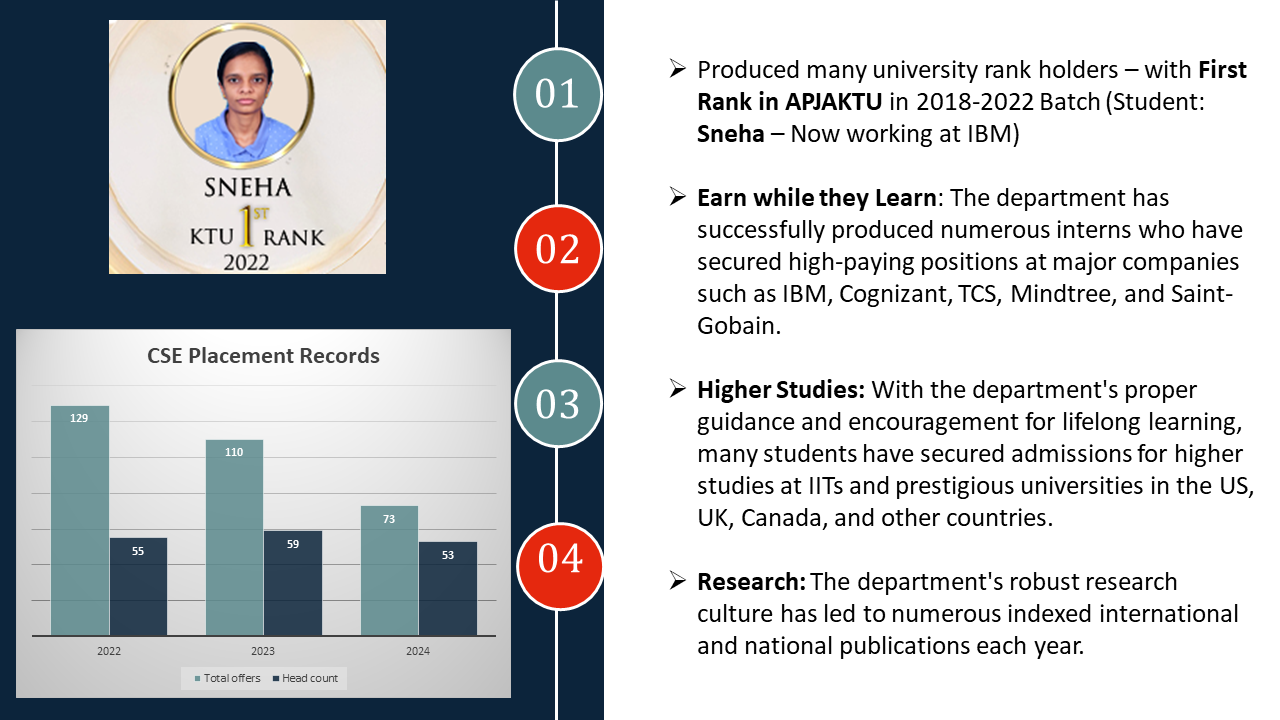 SNEHA
KTU 1ST RANK
2022
CSE Placement Records
129
55
110
59
73
53
2022
2023
2024
Total offers
Head count
01
02
03
04
➢ Produced many university rank holders – with First
Rank in APJAKTU in 2018-2022 Batch (Student:
Sneha – Now working at IBM)
➢ Earn while they Learn: The department has
successfully produced numerous interns who have
secured high-paying positions at major companies
such as IBM, Cognizant, TCS, Mindtree, and Saint-
Gobain.
➢ Higher Studies: With the department's proper
guidance and encouragement for lifelong learning,
many students have secured admissions for higher
studies at IITs and prestigious universities in the US,
UK, Canada, and other countries.
➢ Research: The department's robust research
culture has led to numerous indexed international
and national publications each year.